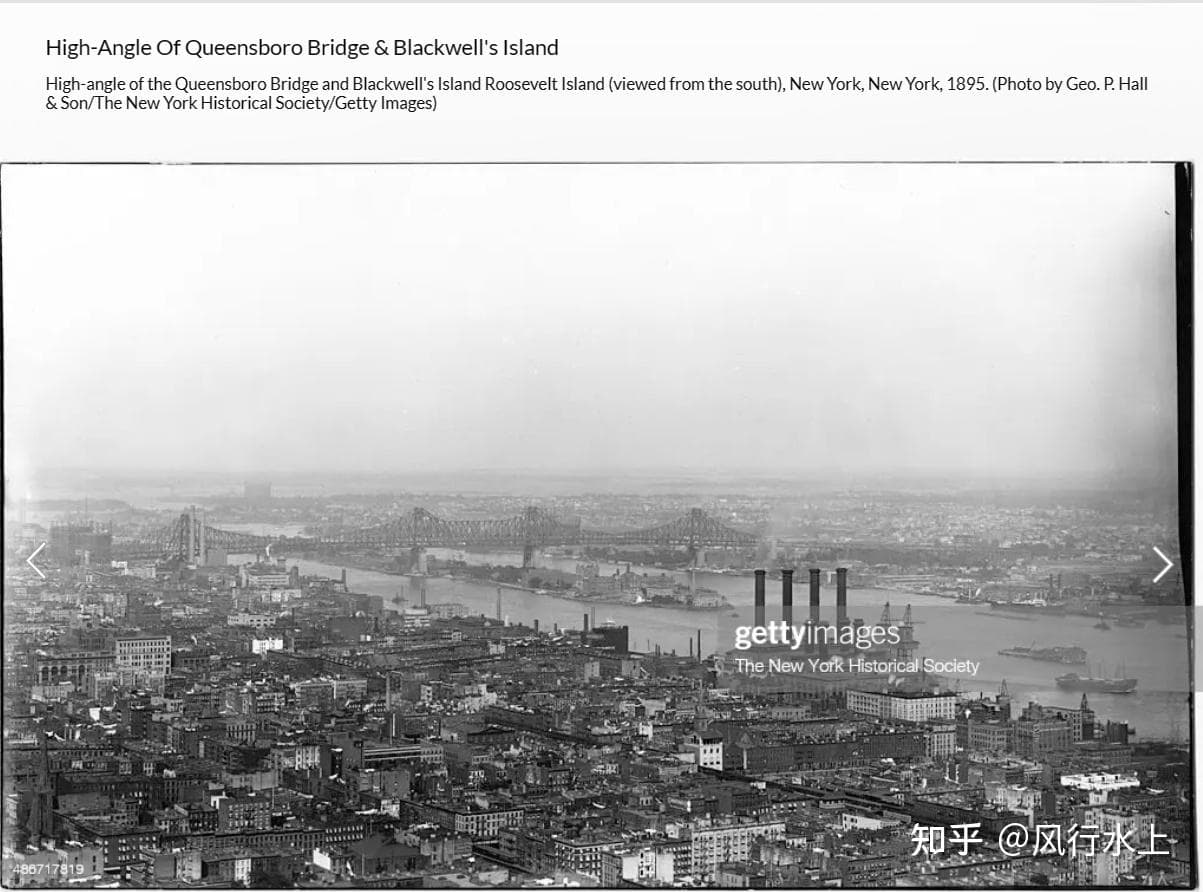 High-Angle Of Queensboro Bridge & Blackwell's Island
High-angle of the Queensboro Bridge and Blackwell's Island Roosevelt Island (viewed from the south), New York, New York, 1895. (Photo by Geo. P. Hall
& Son/The New York Historical Society/Getty Images)
gettyimages
The New York Historical Society
知乎 @风行水上
486717819